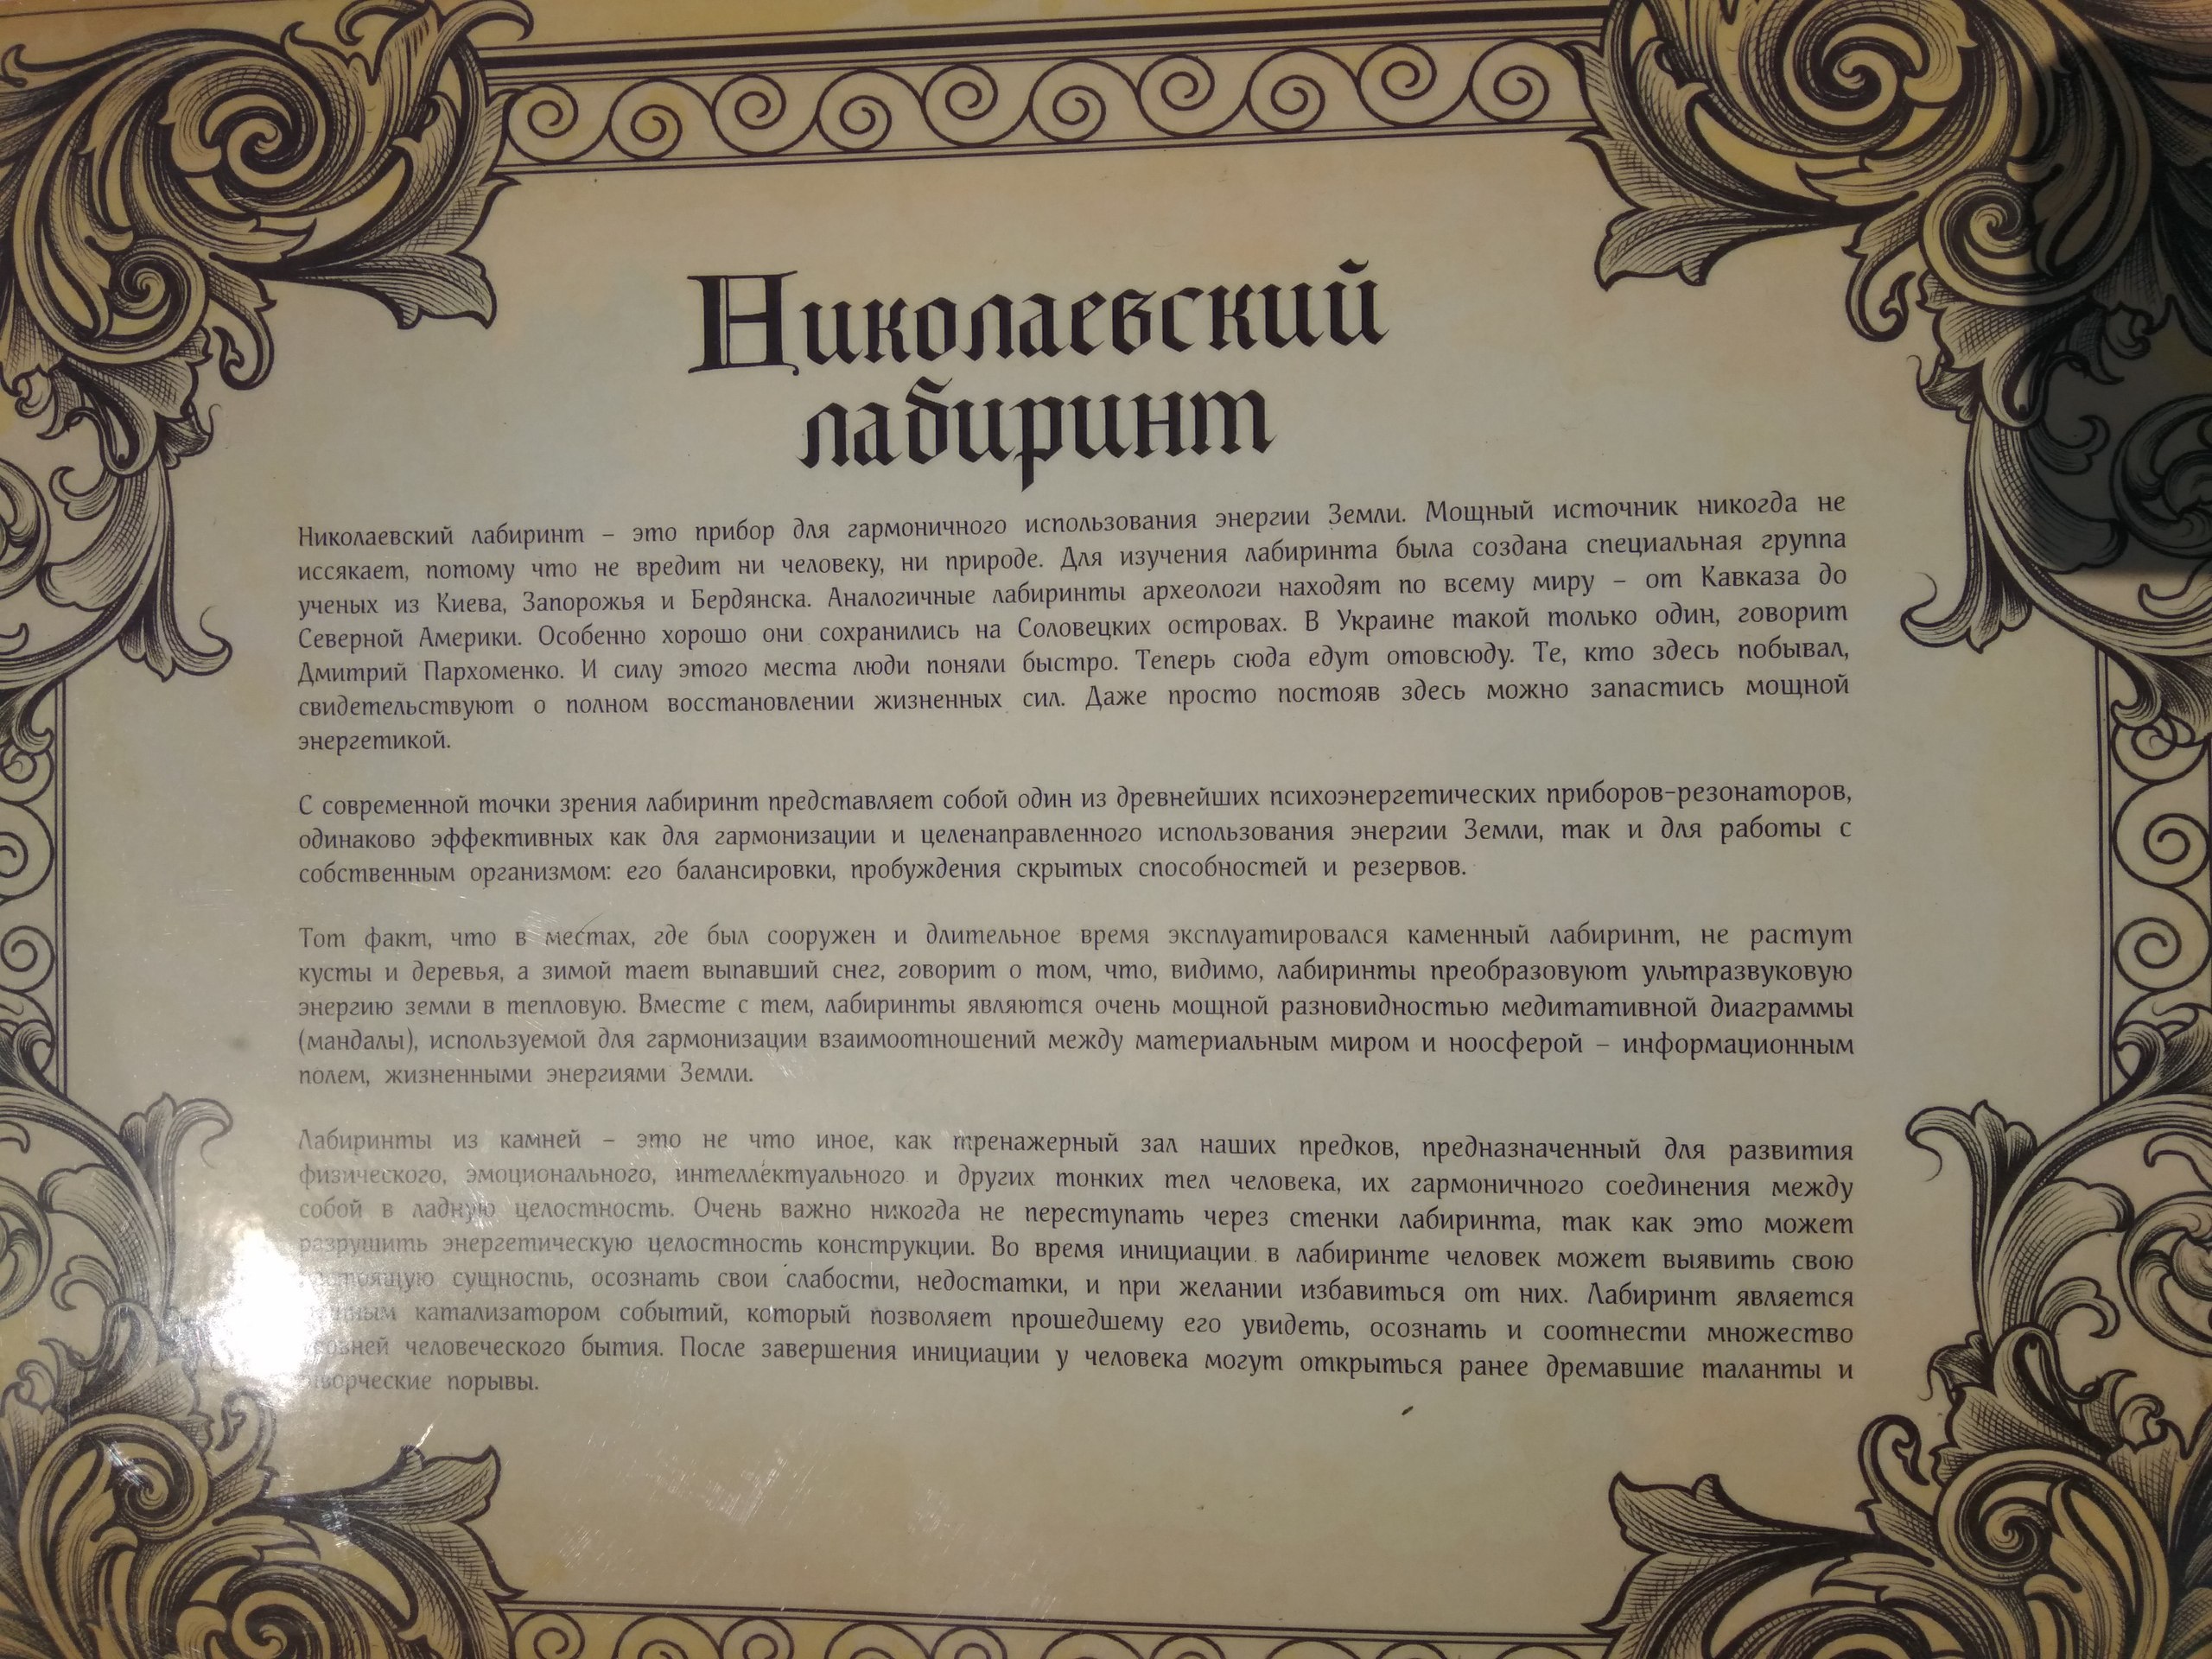 Николаевский
лабиринт
Николаевский лабиринт – это прибор для гармоничного использования энергии Земли. Мощный источник никогда не
иссякает, потому что не вредит ни человеку, ни природе. Для изучения лабиринта была создана специальная группа
ученых из Киева, Запорожья и Бердянска. Аналогичные лабиринты археологи находят по всему миру – от Кавказа до
Северной Америки. Особенно хорошо они сохранились на Соловецких островах. В Украине такой только один, говорит
Дмитрий Пархоменко. И силу этого места люди поняли быстро. Теперь сюда едут отовсюду. Те, кто здесь побывал,
свидетельствуют о полном восстановлении жизненных сил. Даже просто постояв здесь можно запастись мощной
энергетикой.
С современной точки зрения лабиринт представляет собой один из древнейших психоэнергетических приборов-резонаторов,
одинаково эффективных как для гармонизации и целенаправленного использования энергии Земли, так и для работы с
собственным организмом: его балансировки, пробуждения скрытых способностей и резервов.
Тот факт, что в местах, где был сооружен и длительное время эксплуатировался каменный лабиринт, не растут
кусты и деревья, а зимой тает выпавший снег, говорит о том, что, видимо, лабиринты преобразовуют ультразвуковую
энергию земли в тепловую. Вместе с тем, лабиринты являются очень мощной разновидностью медитативной диаграммы
(мандалы), используемой для гармонизации взаимоотношений между материальным миром и ноосферой – информационным
полем, жизненными энергиями Земли.
Лабиринты из камней – это не что иное, как тренажерный зал наших предков, предназначенный для развития
физического, эмоционального, интеллектуального и других тонких тел человека, их гармоничного соединения между
собой в ладную целостность. Очень важно никогда не переступать через стенки лабиринта, так как это может
разрушить энергетическую целостность конструкции. Во время инициации в лабиринте человек может выявить свою
настоящую сущность, осознать свои слабости, недостатки, и при желании избавиться от них. Лабиринт является
катализатором событий, который позволяет прошедшему его увидеть, осознать и соотнести множество
уровней человеческого бытия. После завершения инициации у человека могут открыться ранее дремавшие таланты и
творческие порывы.